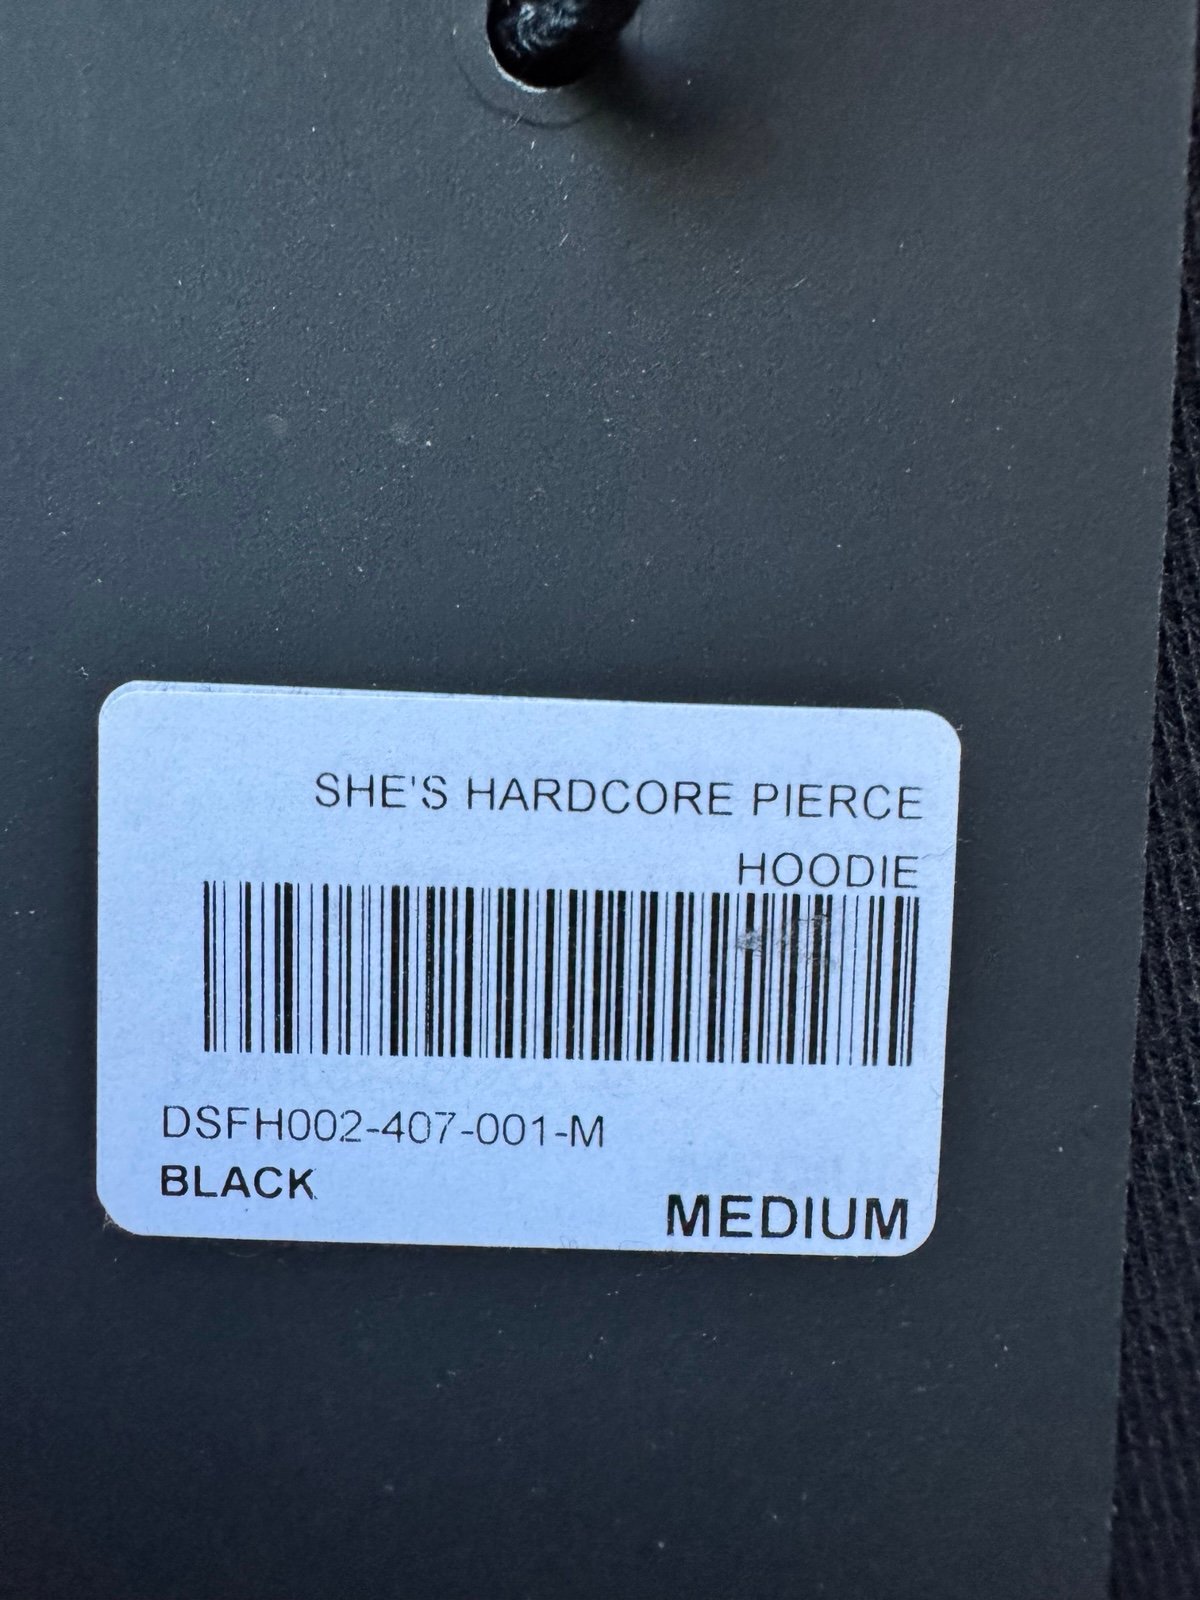 SHE'S HARDCORE PIERCE
HOODIE
DSFH002-407-001-M
BLACK
MEDIUM